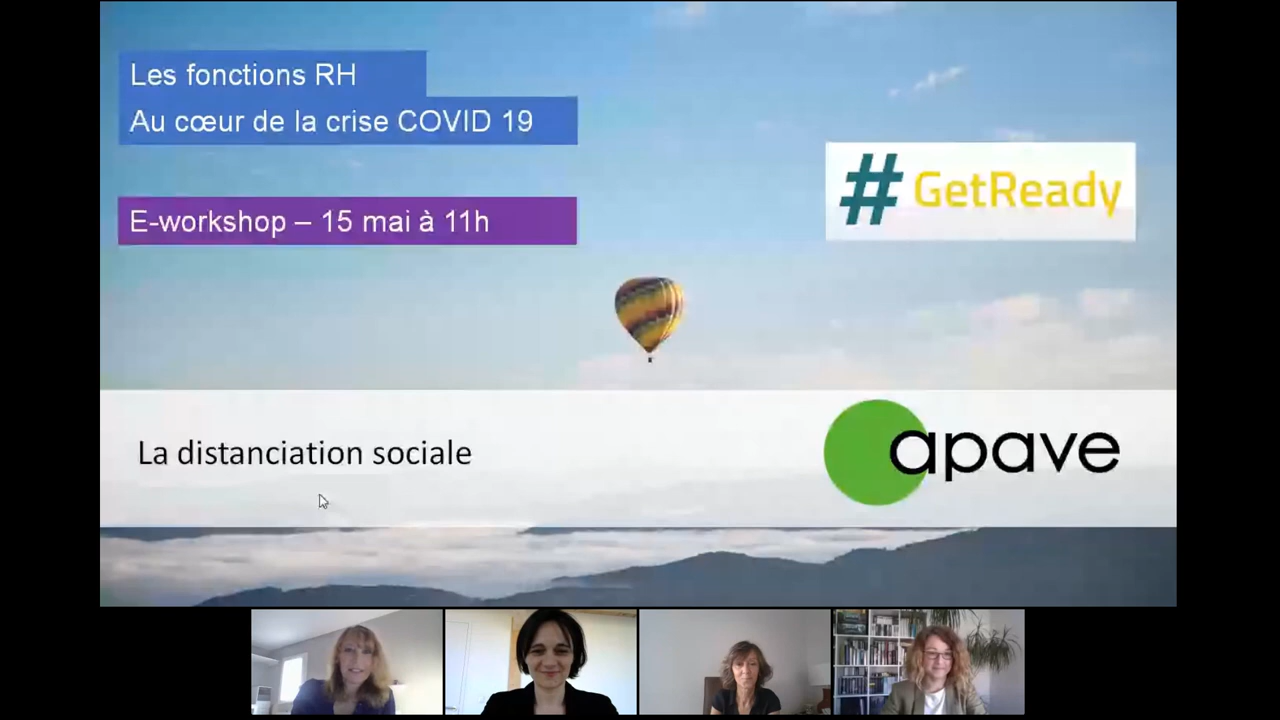 Les fonctions RH
Au cœur de la crise COVID 19
E-workshop – 15 mai à 11h
#GetReady
La distanciation sociale
apave